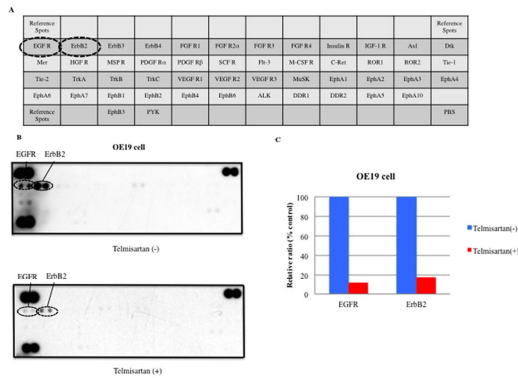 A
Reference Spots Reference Spots
EGF R ErbB2 ErbB3 ErbB4 FGF R1 FGF R2α FGF R3 FGF R4 Insulin R IGF-1 R Axl Dtk
Mer HGF R MSP R PDGF Rα PDGF Rβ SCF R Flt-3 M-CSF R C-Ret ROR1 ROR2 Tie-1
Tie-2 TrkA TrkB TrkC VEGF R1 VEGF R2 VEGF R3 MuSK EphA1 EphA2 EphA3 EphA4
EphA6 EphA7 EphB1 EphB2 EphB4 EphB6 ALK DDR1 DDR2 EphA5 EphA10
Reference Spots EphB3 PYK PBS
B
OE19 cell
EGFR ErbB2
Telmisartan (-)
EGFR ErbB2
Telmisartan (+)
C
OE19 cell
Relative ratio (% control)
100
80
60
40
20
0
EGFR ErbB2
Telmisartan(-)
Telmisartan(+)